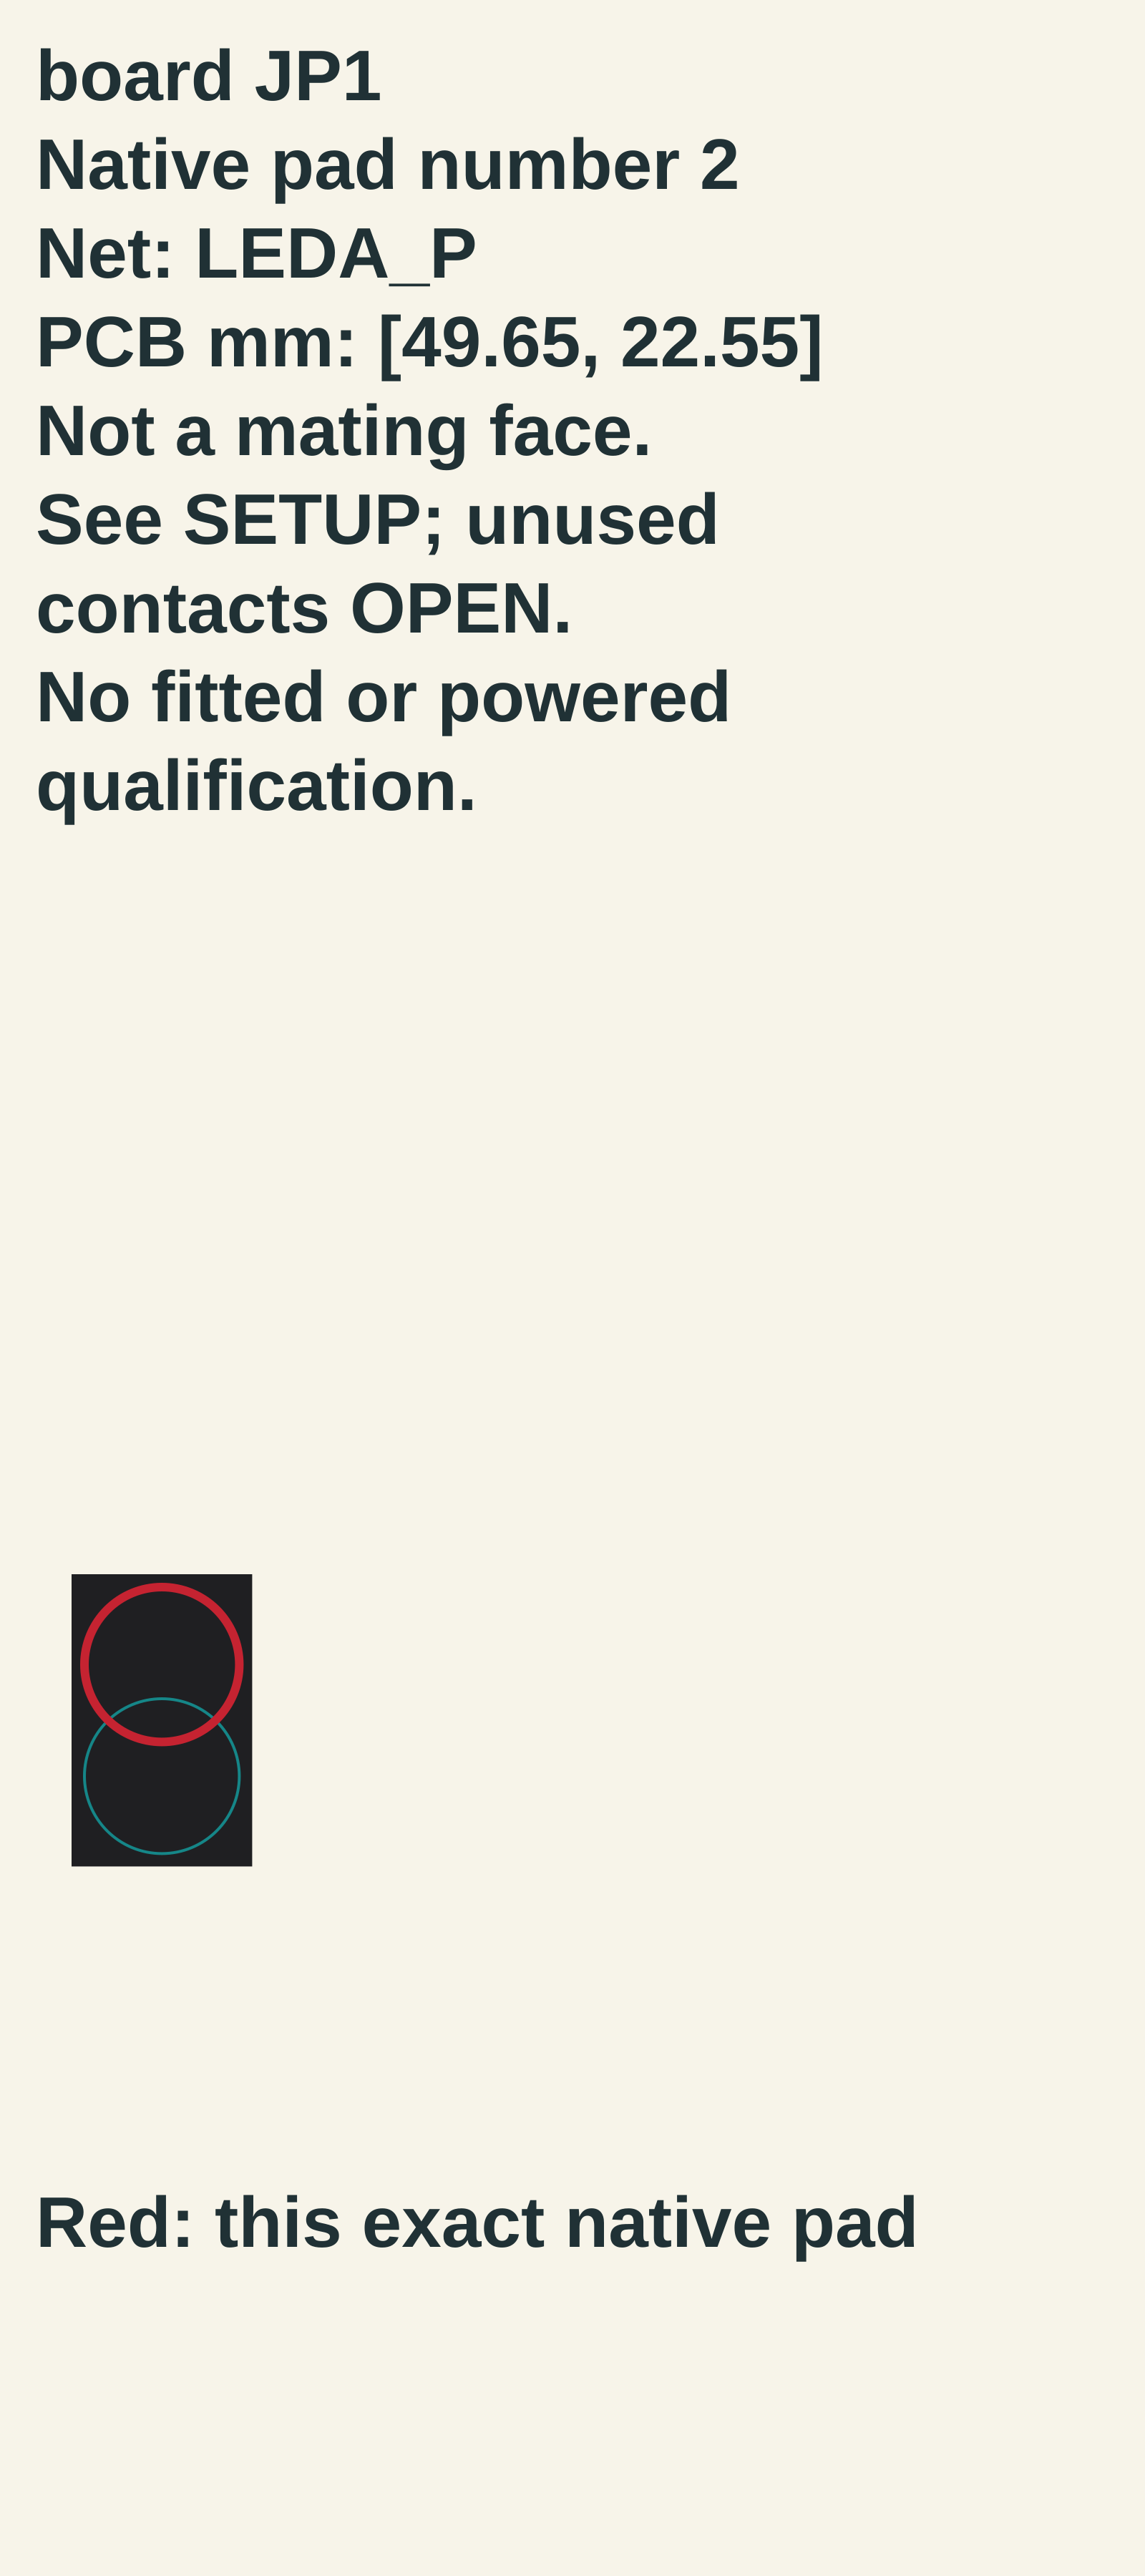 board JP1
Native pad number 2
Net: LEDA_P
PCB mm: [49.65, 22.55]
Not a mating face.
See SETUP; unused
contacts OPEN.
No fitted or powered
qualification.
Red: this exact native pad